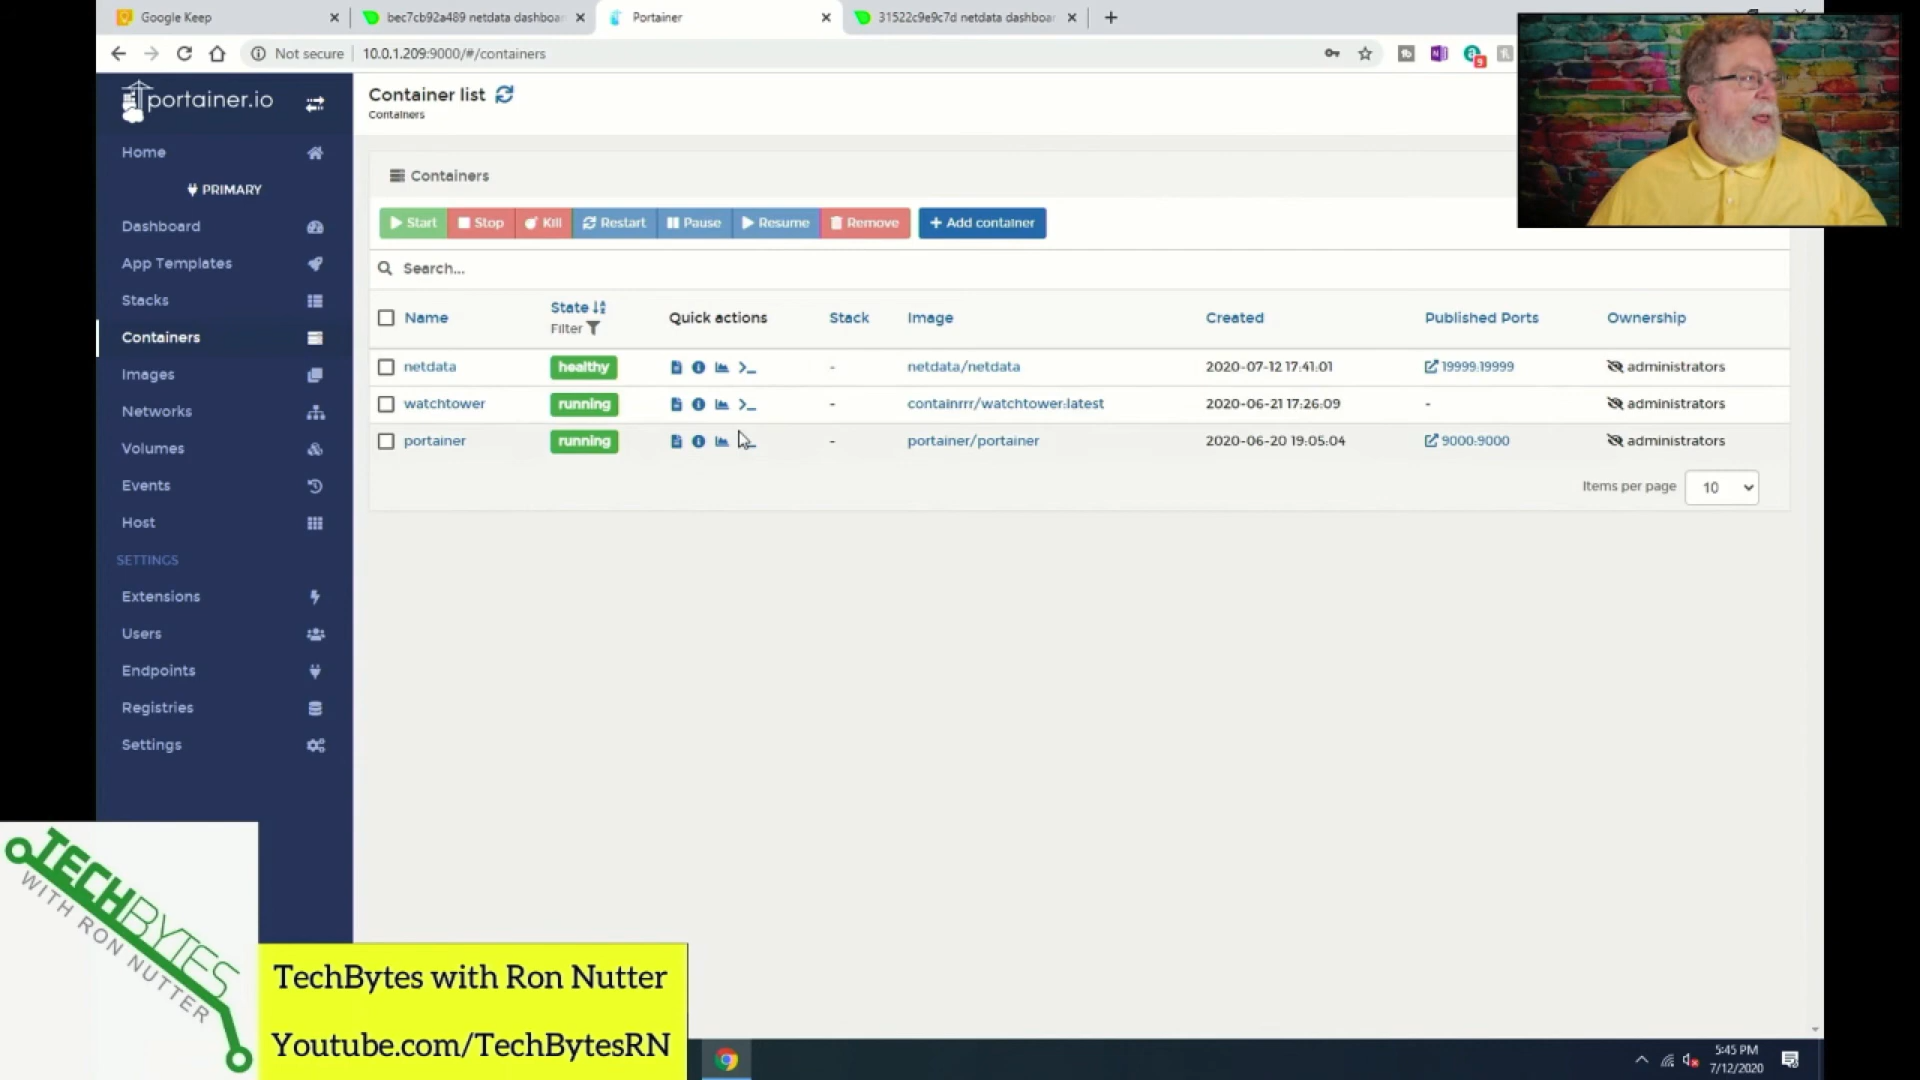 Google Keep
bec7cb92a489 netdata dashboar
Portainer
31522c9e9c7d netdata dashboar
Not secure
10.0.1.209:9000/#/containers
9
portainer.io
Container list
Containers
Home
PRIMARY
Dashboard
App Templates
Stacks
Containers
Images
Networks
Volumes
Events
Host
SETTINGS
Extensions
Users
Endpoints
Registries
Settings
Containers
Start
Stop
Kill
Restart
Pause
Resume
Remove
+ Add container
Search...
Name
State
Filter
Quick actions
Stack
Image
Created
Published Ports
Ownership
netdata
healthy
-
netdata/netdata
2020-07-12 17:41:01
19999:19999
administrators
watchtower
running
-
containrrr/watchtower:latest
2020-06-21 17:26:09
-
administrators
portainer
running
-
portainer/portainer
2020-06-20 19:05:04
9000:9000
administrators
Items per page
10
TECHBYTES
WITH RON NUTTER
TechBytes with Ron Nutter
Youtube.com/TechBytesRN
5:45 PM
7/12/2020